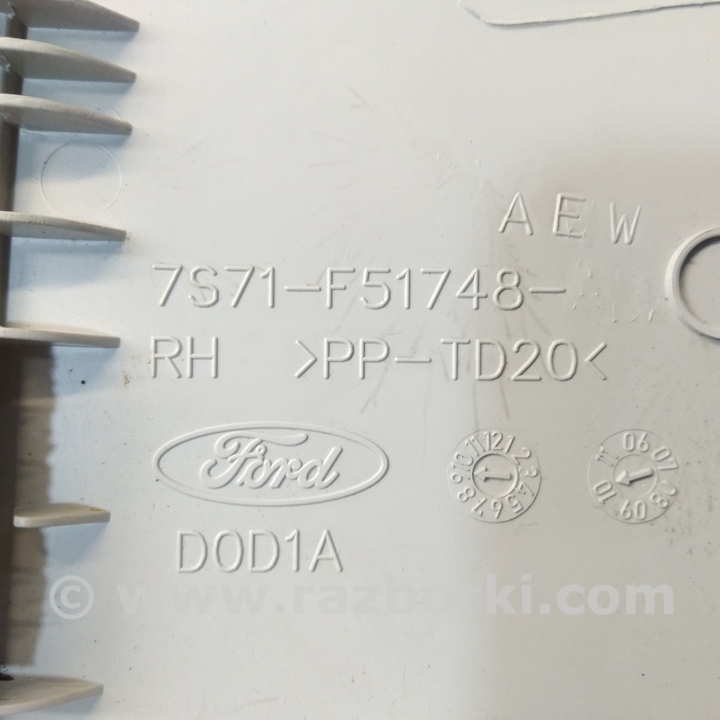 AEW
7S71-F51748-
RH >PP-TD20<
Ford
D0D1A
© www.razborki.com